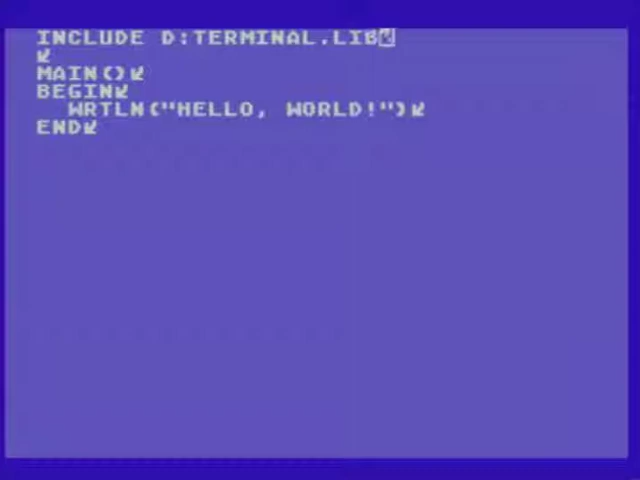 INCLUDE D:TERMINAL.LIB

MAIN()
BEGIN
  WRTLN("HELLO, WORLD!")
END